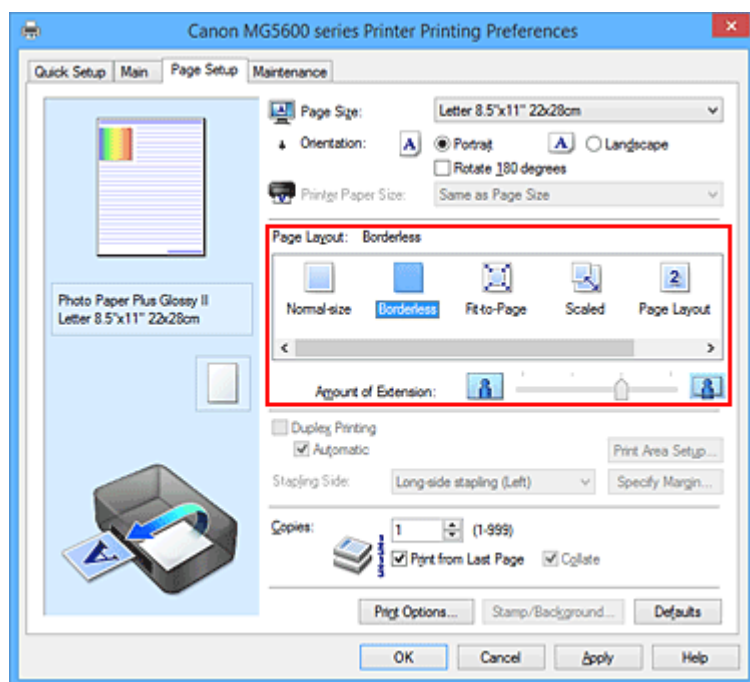 Canon MG5600 series Printer Printing Preferences
Quick Setup Main Page Setup Maintenance
Page Size: Letter 8.5"x11" 22x28cm
Orientation: A Portrait A Landscape
Rotate 180 degrees
Printer Paper Size: Same as Page Size
Page Layout: Borderless
2
Normal-size Borderless Fit-to-Page Scaled Page Layout
Photo Paper Plus Glossy II
Letter 8.5"x11" 22x28cm
Amount of Extension:
Duplex Printing
Automatic
Print Area Setup...
Stapling Side: Long-side stapling (Left) Specify Margin...
Copies: 1 (1-999)
Print from Last Page Collate
A
Print Options... Stamp/Background... Defaults
OK Cancel Apply Help